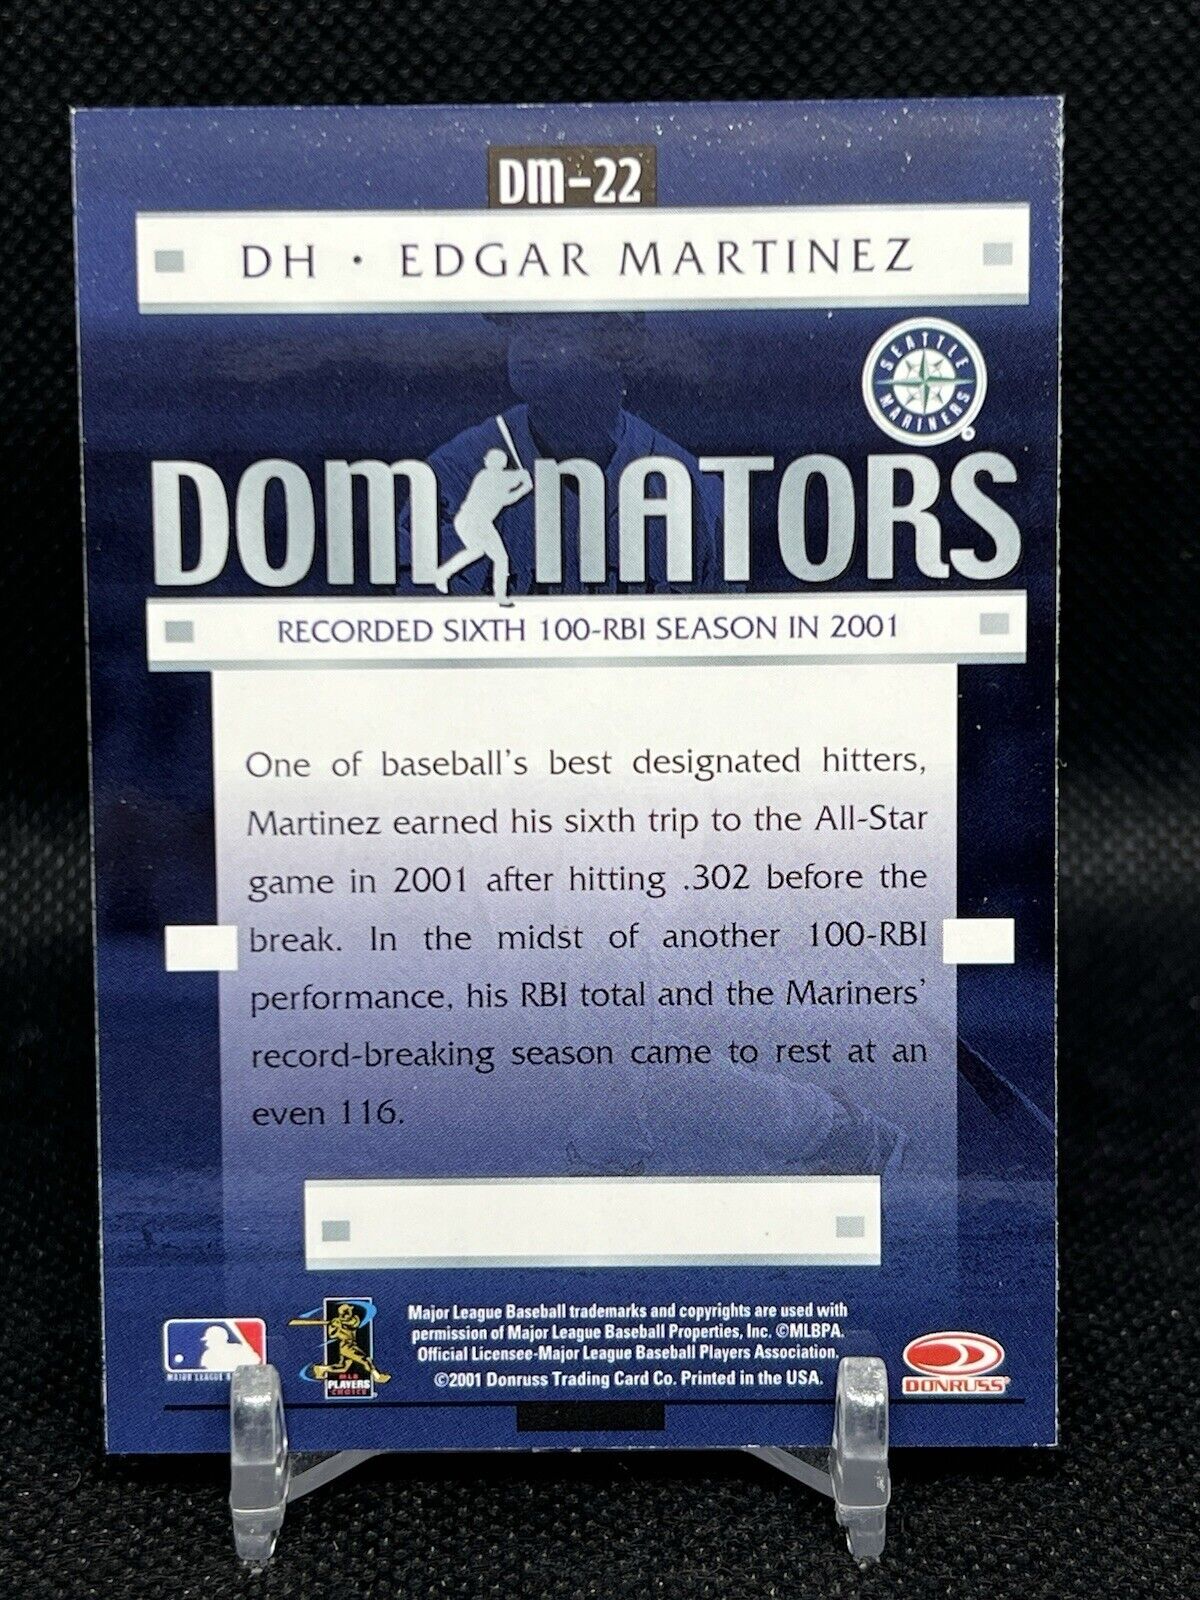 DM-22
DH · EDGAR MARTINEZ
SEATTLE MARINERS
DOMINATORS
RECORDED SIXTH 100-RBI SEASON IN 2001
One of baseball's best designated hitters,
Martinez earned his sixth trip to the All-Star
game in 2001 after hitting .302 before the
break. In the midst of another 100-RBI
performance, his RBI total and the Mariners'
record-breaking season came to rest at an
even 116.
Major League Baseball trademarks and copyrights are used with
permission of Major League Baseball Properties, Inc. ©MLBPA.
Official Licensee-Major League Baseball Players Association.
©2001 Donruss Trading Card Co. Printed in the USA.
MAJOR LEAGUE
MLB
PLAYERS
CHOICE
DONRUSS